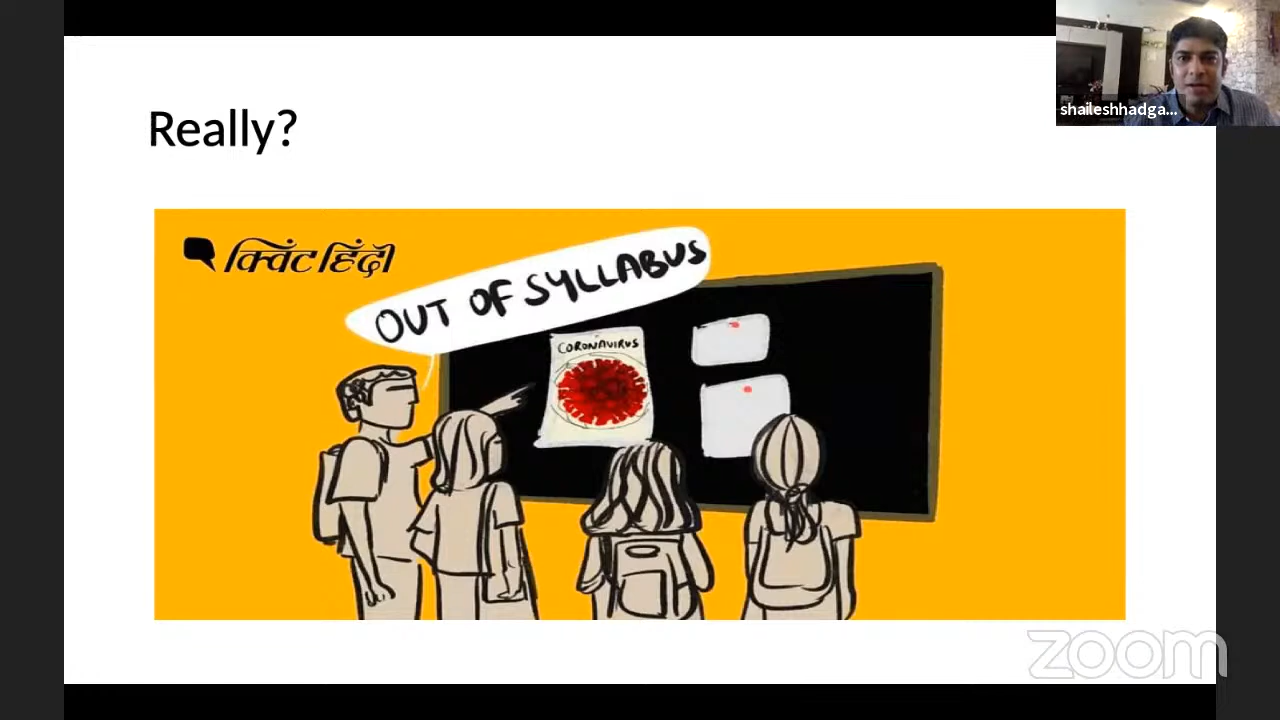 shaileshhadga...
Really?
क्विंट हिंदी
OUT OF SYLLABUS
CORONAVIRUS
zoom